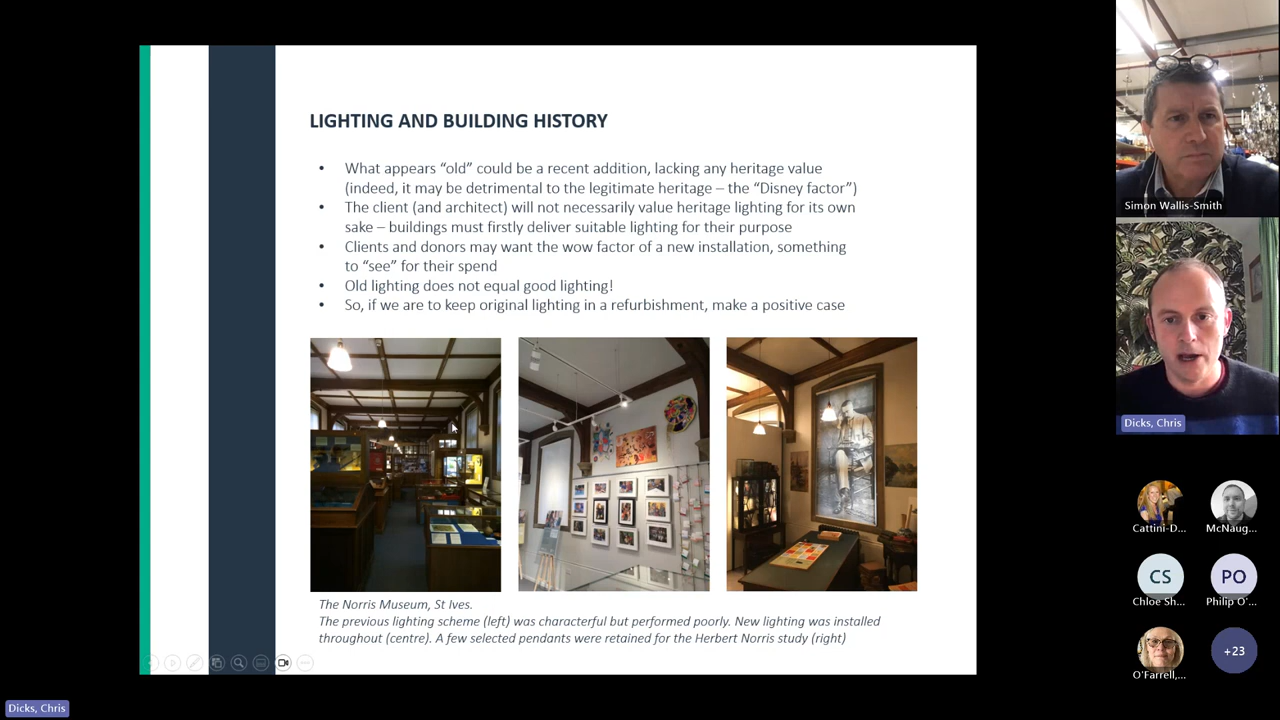 LIGHTING AND BUILDING HISTORY
• What appears “old” could be a recent addition, lacking any heritage value
(indeed, it may be detrimental to the legitimate heritage – the “Disney factor”)
• The client (and architect) will not necessarily value heritage lighting for its own
sake – buildings must firstly deliver suitable lighting for their purpose
• Clients and donors may want the wow factor of a new installation, something
to “see” for their spend
• Old lighting does not equal good lighting!
• So, if we are to keep original lighting in a refurbishment, make a positive case
The Norris Museum, St Ives.
The previous lighting scheme (left) was characterful but performed poorly. New lighting was installed
throughout (centre). A few selected pendants were retained for the Herbert Norris study (right)
Simon Wallis-Smith
Dicks, Chris
Cattini-D...
McNaug...
CS
PO
Chloe Sh...
Philip O'...
O'Farrell,...
+23
Dicks, Chris